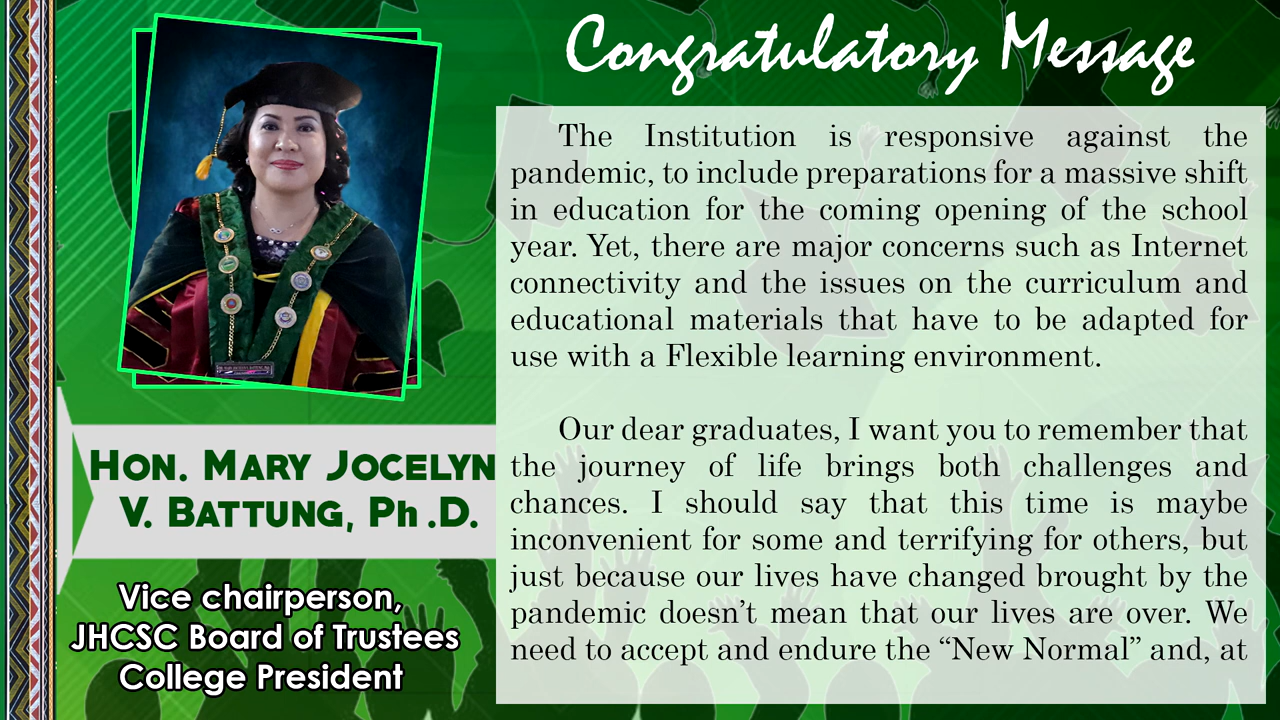 Congratulatory Message
The Institution is responsive against the
pandemic, to include preparations for a massive shift
in education for the coming opening of the school
year. Yet, there are major concerns such as Internet
connectivity and the issues on the curriculum and
educational materials that have to be adapted for
use with a Flexible learning environment.
Our dear graduates, I want you to remember that
the journey of life brings both challenges and
chances. I should say that this time is maybe
inconvenient for some and terrifying for others, but
just because our lives have changed brought by the
pandemic doesn't mean that our lives are over. We
need to accept and endure the “New Normal” and, at
HON. MARY JOCELYN
V. BATTUNG, Ph .D.
Vice chairperson,
JHCSC Board of Trustees
College President